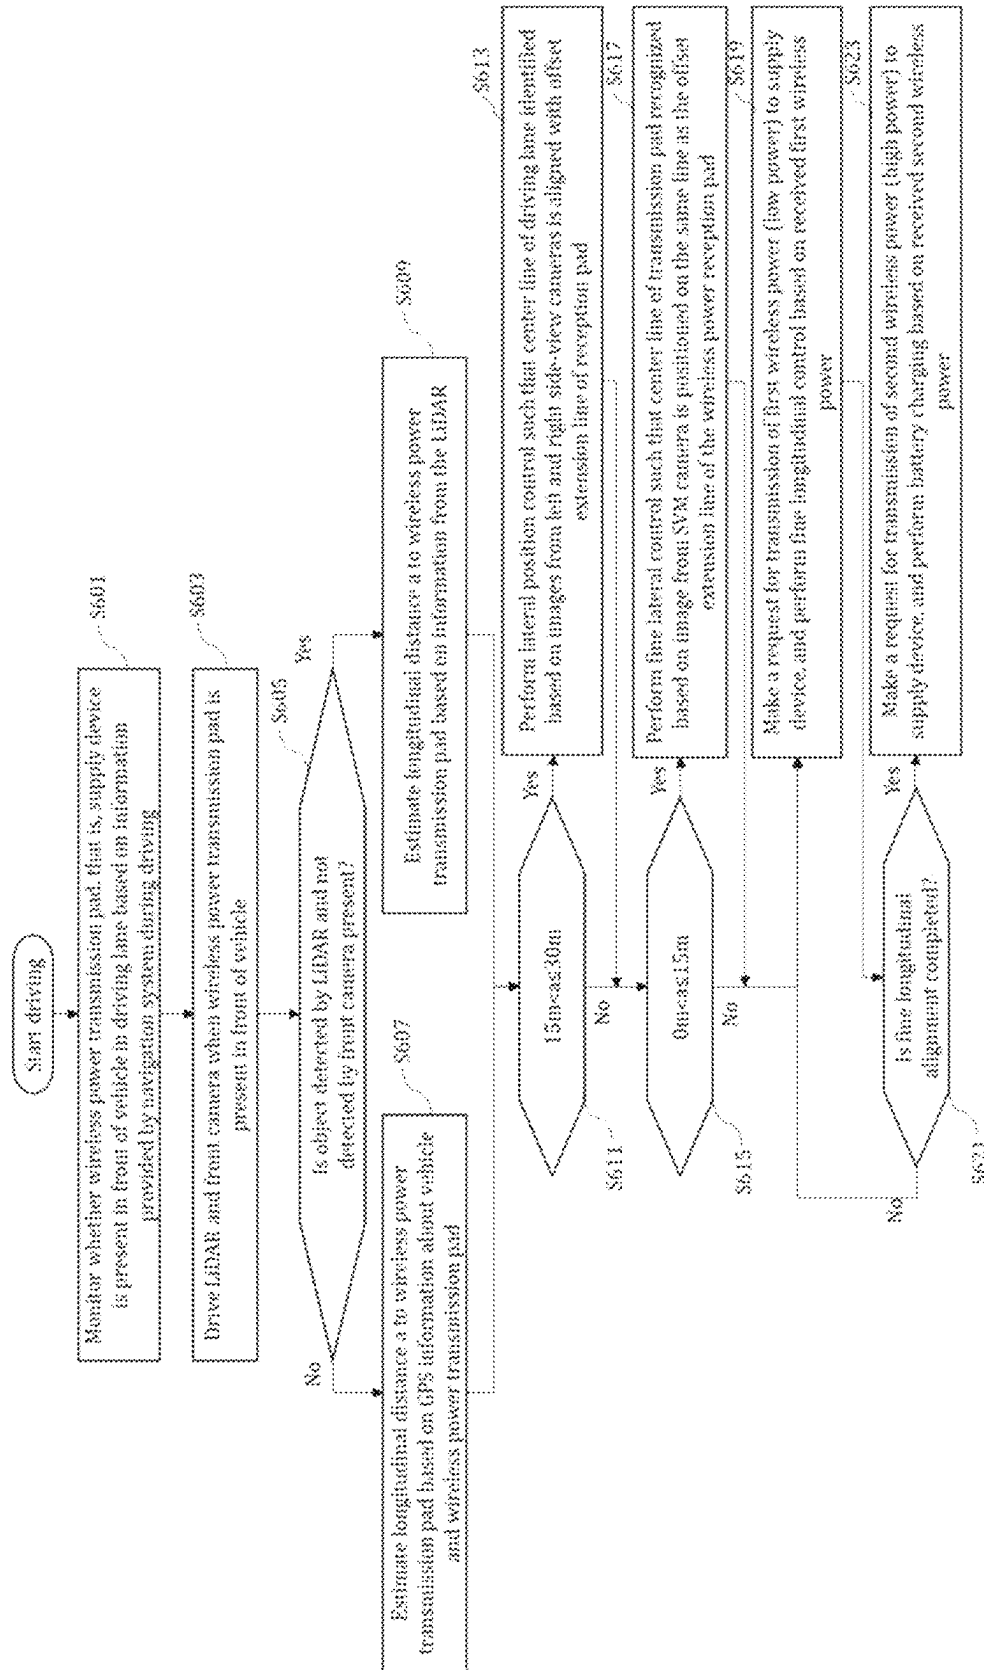 Start driving
Monitor whether wireless power transmission pad, that is, supply device
is present in front of vehicle in driving lane based on information
provided by navigation system during driving
S601
Drive LiDAR and front camera when wireless power transmission pad is
present in front of vehicle
S603
Is object detected by LiDAR and not
detected by front camera present?
S605
No
Yes
Estimate longitudinal distance a to wireless power
transmission pad based on GPS information about vehicle
and wireless power transmission pad
S607
Estimate longitudinal distance a to wireless power
transmission pad based on information from the LiDAR
S609
15m<a≤30m
S611
Yes
No
Perform lateral position control such that center line of driving lane identified
based on images from left and right side-view cameras is aligned with offset
extension line of reception pad
S613
0m<a≤15m
S615
Yes
No
Perform fine lateral control such that center line of transmission pad recognized
based on image from SVM camera is positioned on the same line as the offset
extension line of the wireless power reception pad
S617
Make a request for transmission of first wireless power (low power) to supply
device, and perform fine longitudinal control based on received first wireless
power
S619
Is fine longitudinal
alignment completed?
S621
No
Yes
Make a request for transmission of second wireless power (high power) to
supply device, and perform battery charging based on received second wireless
power
S623